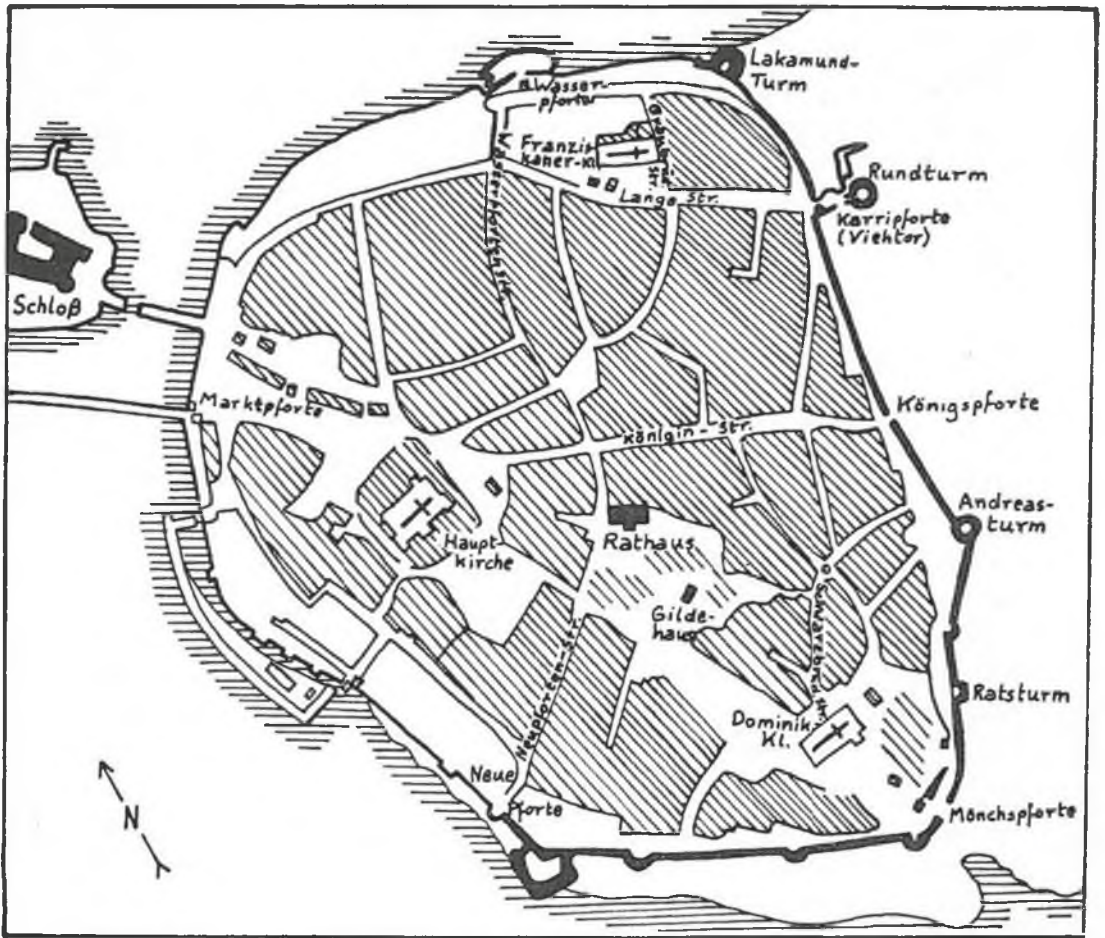 Lakamund-
Turm
Wasser-
pforte
Franzis-
kaner-Kl.
Rundturm
Lange Str.
Karripforte
(Viehtor)
Wasserpfortenstr.
Schloß
Marktpforte
Königspforte
Königin-Str.
Andreas-
turm
Rathaus
Haupt
kirche
Gilde-
haus
Neupforten-Str.
Ratsturm
Dominik.
Kl.
Neue
Pforte
Mönchspforte
N